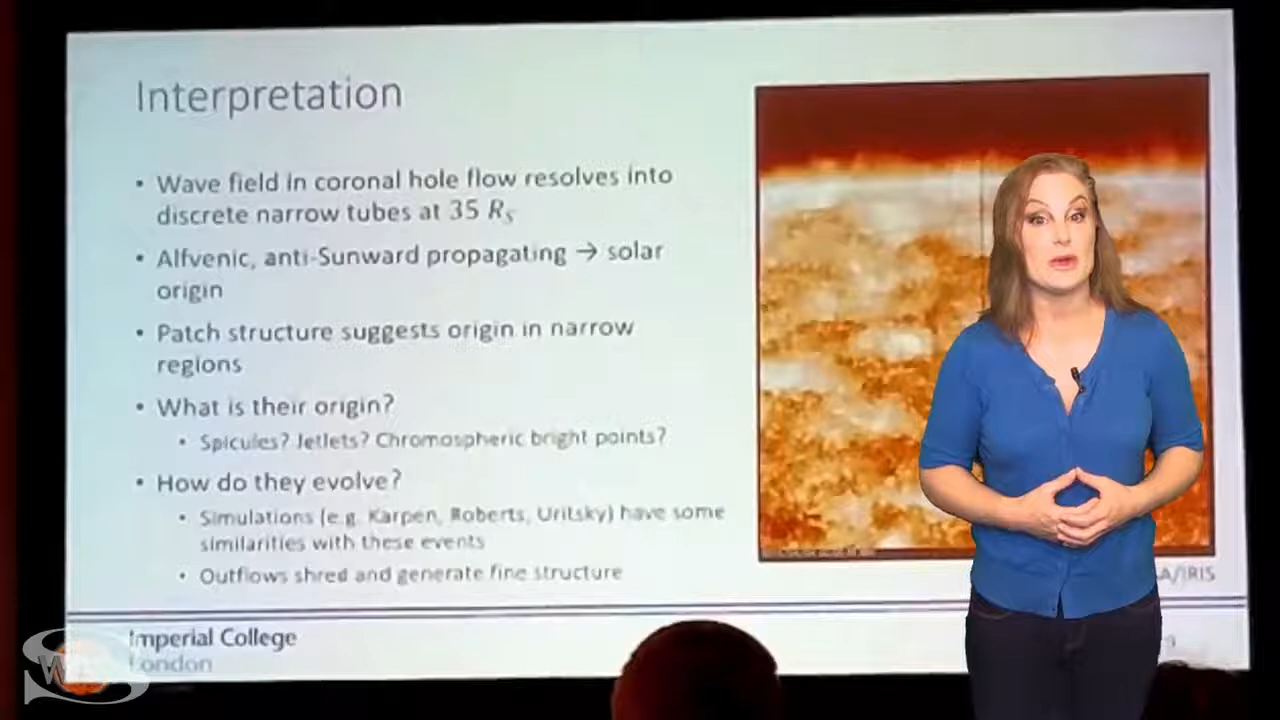 Interpretation
• Wave field in coronal hole flow resolves into
discrete narrow tubes at 35 R_S
• Alfvenic, anti-Sunward propagating → solar
origin
• Patch structure suggests origin in narrow
regions
• What is their origin?
• Spicules? Jetlets? Chromospheric bright points?
• How do they evolve?
• Simulations (e.g. Karpen, Roberts, Uritsky) have some
similarities with these events
• Outflows shred and generate fine structure
A/IRIS
Imperial College
London
9